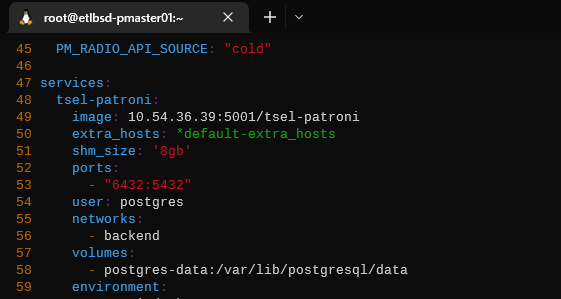 root@etlbsd-pmaster01:~
45 PM_RADIO_API_SOURCE: "cold"
46
47 services:
48 tsel-patroni:
49 image: 10.54.36.39:5001/tsel-patroni
50 extra_hosts: *default-extra_hosts
51 shm_size: '8gb'
52 ports:
53 - "6432:5432"
54 user: postgres
55 networks:
56 - backend
57 volumes:
58 - postgres-data:/var/lib/postgresql/data
59 environment: